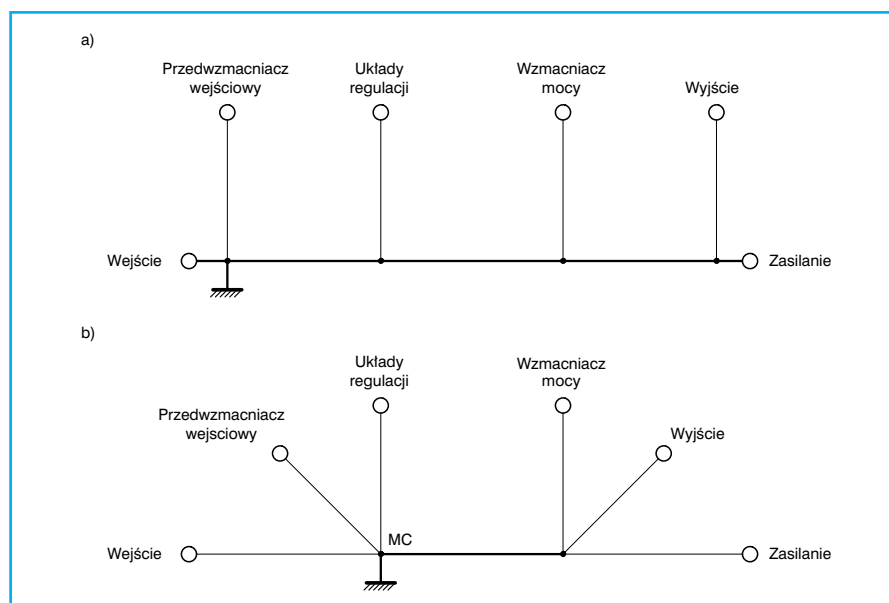 a)
Przedwzmacniacz
wejściowy
Układy
regulacji
Wzmacniacz
mocy
Wyjście
Wejście
Zasilanie
b)
Układy
regulacji
Wzmacniacz
mocy
Przedwzmacniacz
wejsciowy
Wyjście
MC
Wejście
Zasilanie